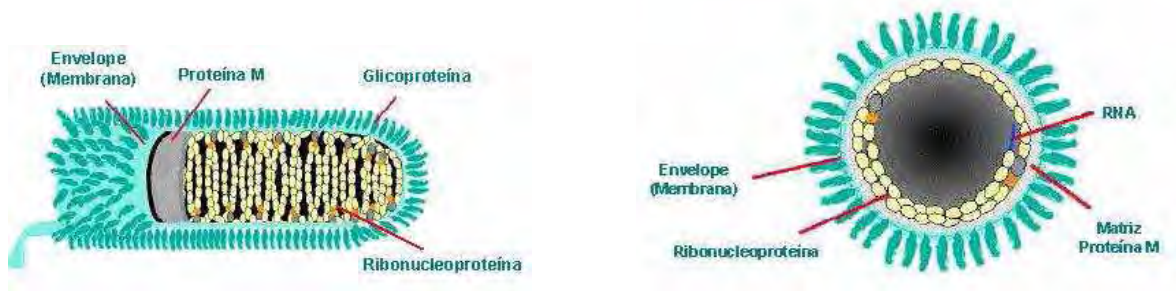 Envelope
(Membrana)
Proteína M
Glicoproteína
Ribonucleoproteína
RNA
Envelope
(Membrana)
Ribonucleoproteína
Matriz
Proteína M